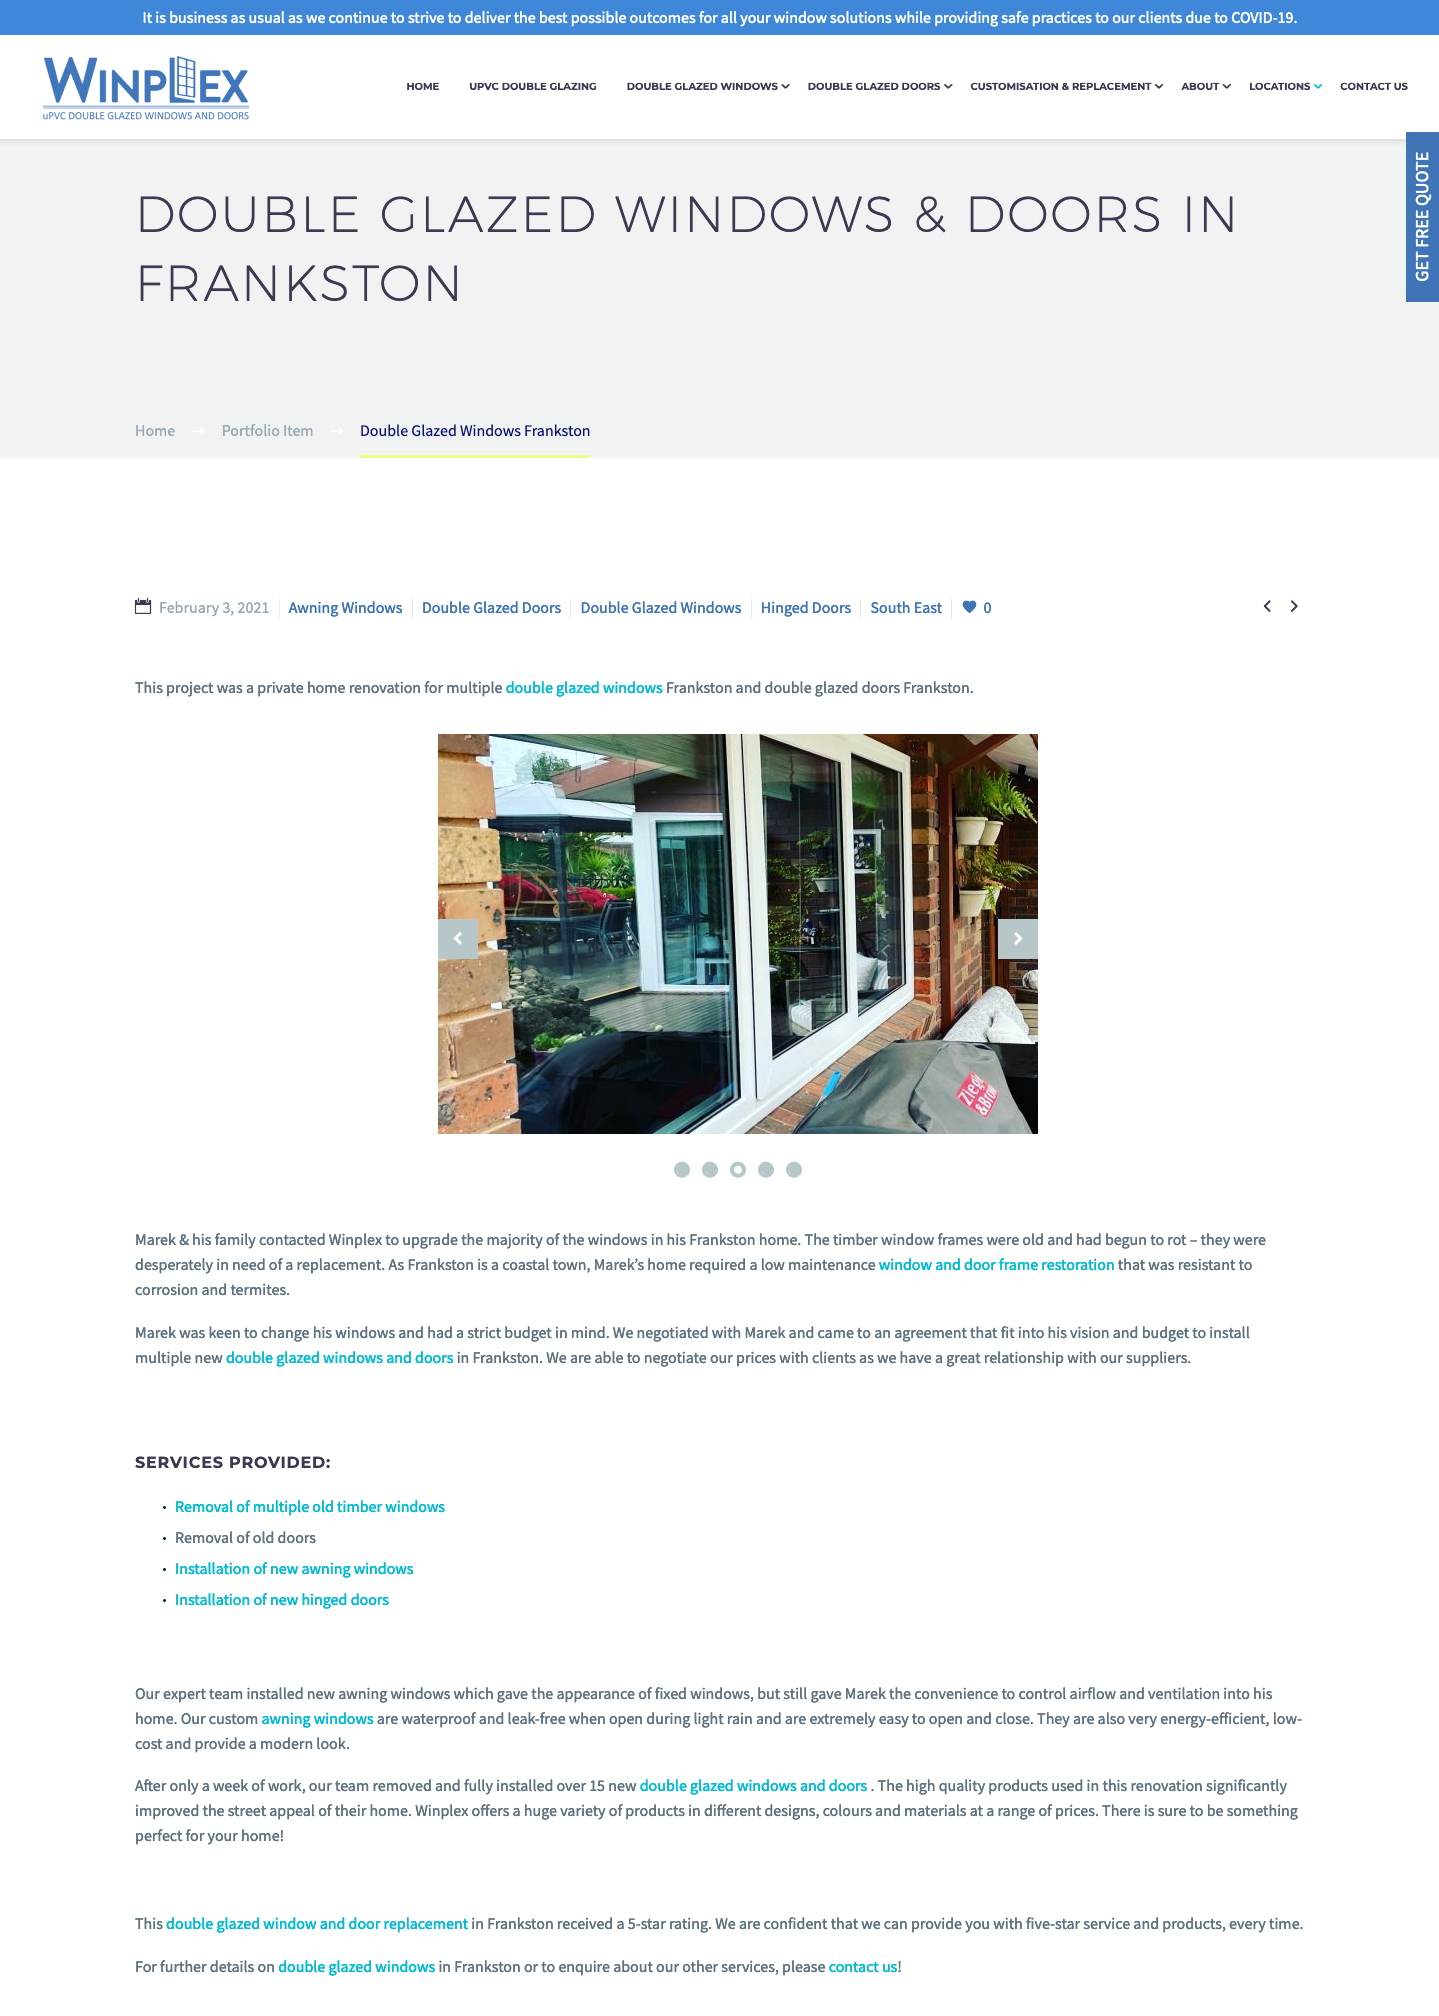 It is business as usual as we continue to strive to deliver the best possible outcomes for all your window solutions while providing safe practices to our clients due to COVID-19.
WINPLEX
uPVC DOUBLE GLAZED WINDOWS AND DOORS
HOME UPVC DOUBLE GLAZING DOUBLE GLAZED WINDOWS DOUBLE GLAZED DOORS CUSTOMISATION & REPLACEMENT ABOUT LOCATIONS CONTACT US
GET FREE QUOTE
DOUBLE GLAZED WINDOWS & DOORS IN
FRANKSTON
Home Portfolio Item Double Glazed Windows Frankston
February 3, 2021 Awning Windows Double Glazed Doors Double Glazed Windows Hinged Doors South East 0
This project was a private home renovation for multiple double glazed windows Frankston and double glazed doors Frankston.
Marek & his family contacted Winplex to upgrade the majority of the windows in his Frankston home. The timber window frames were old and had begun to rot – they were
desperately in need of a replacement. As Frankston is a coastal town, Marek’s home required a low maintenance window and door frame restoration that was resistant to
corrosion and termites.
Marek was keen to change his windows and had a strict budget in mind. We negotiated with Marek and came to an agreement that fit into his vision and budget to install
multiple new double glazed windows and doors in Frankston. We are able to negotiate our prices with clients as we have a great relationship with our suppliers.
SERVICES PROVIDED:
• Removal of multiple old timber windows
• Removal of old doors
• Installation of new awning windows
• Installation of new hinged doors
Our expert team installed new awning windows which gave the appearance of fixed windows, but still gave Marek the convenience to control airflow and ventilation into his
home. Our custom awning windows are waterproof and leak-free when open during light rain and are extremely easy to open and close. They are also very energy-efficient, low-
cost and provide a modern look.
After only a week of work, our team removed and fully installed over 15 new double glazed windows and doors . The high quality products used in this renovation significantly
improved the street appeal of their home. Winplex offers a huge variety of products in different designs, colours and materials at a range of prices. There is sure to be something
perfect for your home!
This double glazed window and door replacement in Frankston received a 5-star rating. We are confident that we can provide you with five-star service and products, every time.
For further details on double glazed windows in Frankston or to enquire about our other services, please contact us!